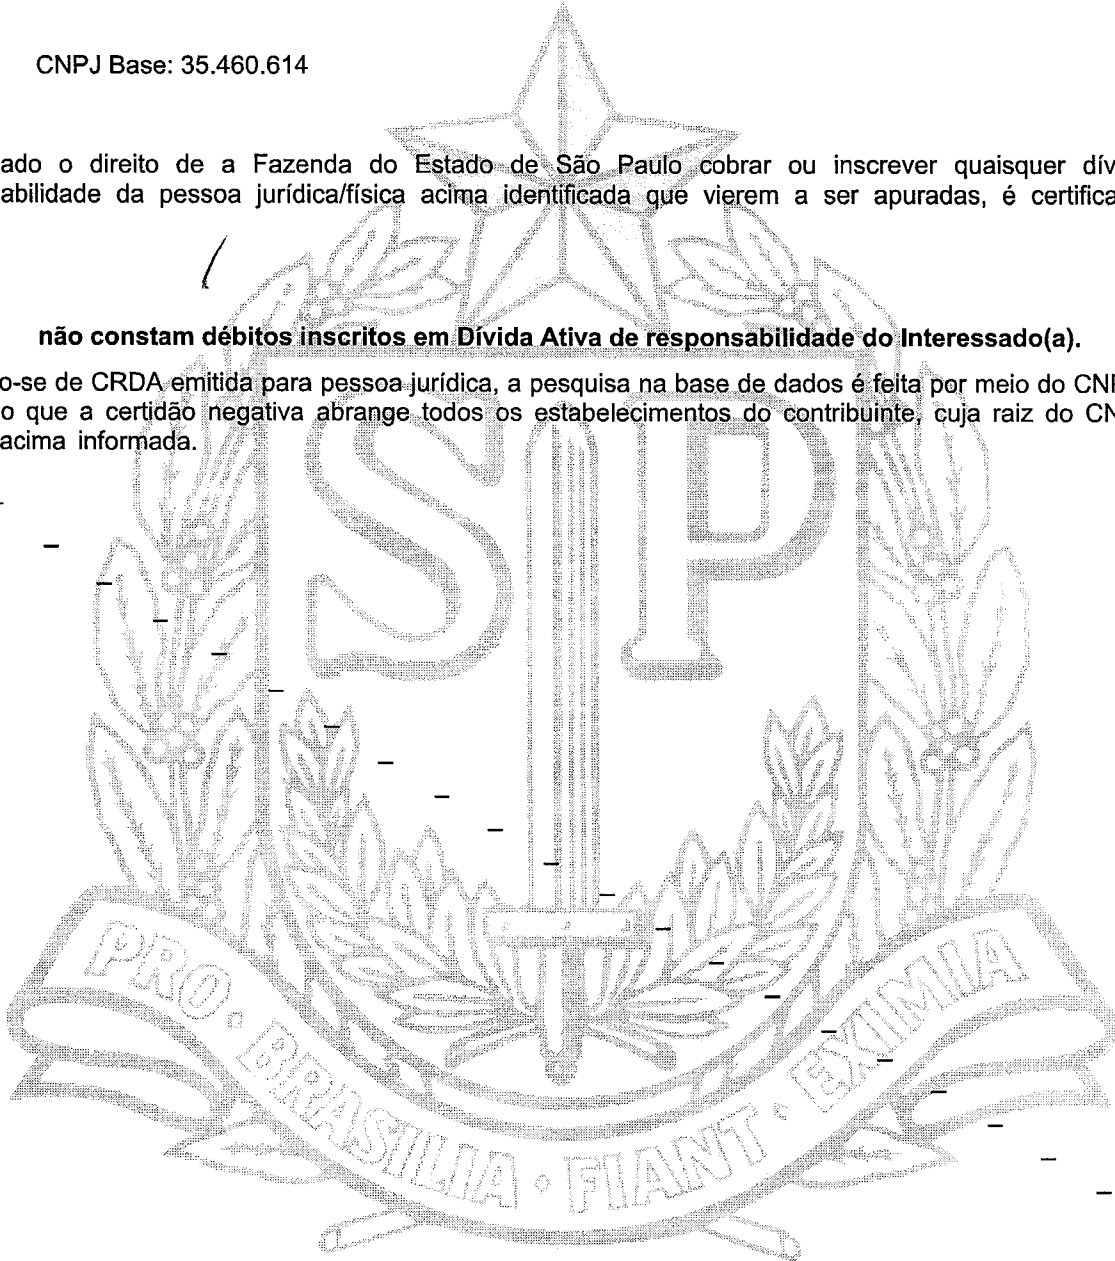 CNPJ Base: 35.460.614
ado o direito de a Fazenda do Estado de São Paulo cobrar ou inscrever quaisquer dív
abilidade da pessoa jurídica/física acima identificada que vierem a ser apuradas, é certifica
não constam débitos inscritos em Dívida Ativa de responsabilidade do Interessado(a).
o-se de CRDA emitida para pessoa jurídica, a pesquisa na base de dados é feita por meio do CNP
o que a certidão negativa abrange todos os estabelecimentos do contribuinte, cuja raiz do CN
acima informada.
SP
PRO · BRASILIA · FIANT · EXIMIA